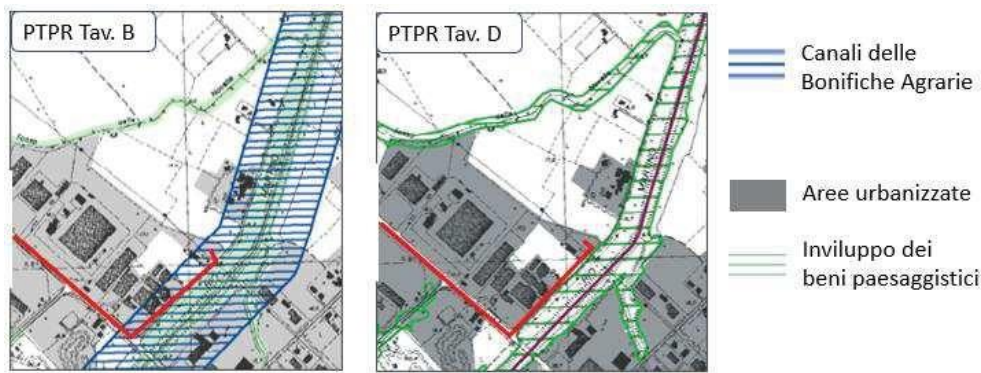 PTPR Tav. B
PTPR Tav. D
Canali delle
Bonifiche Agrarie
Aree urbanizzate
Inviluppo dei
beni paesaggistici